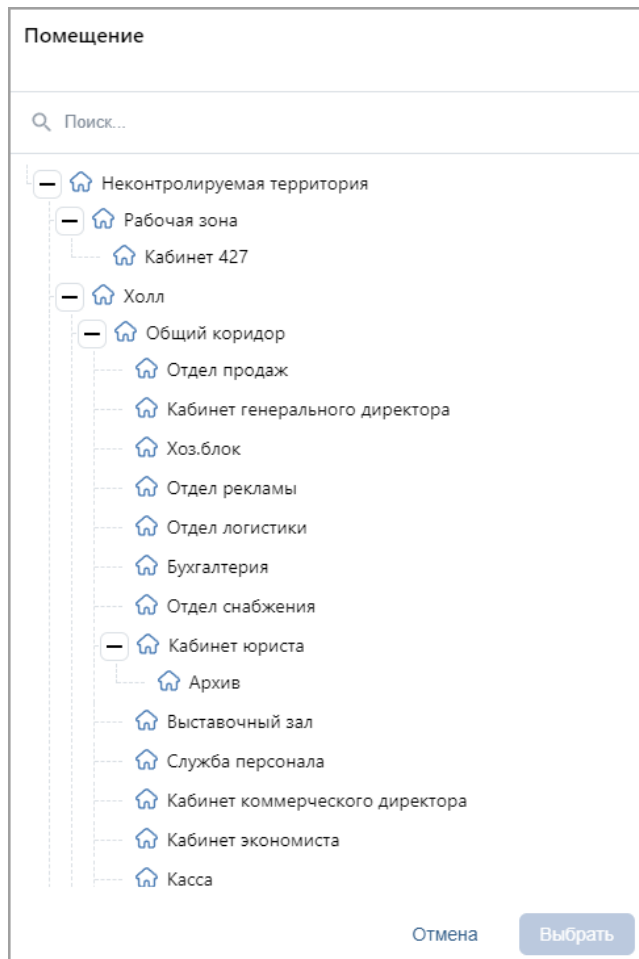 Помещение
Поиск...
Неконтролируемая территория
Рабочая зона
Кабинет 427
Холл
Общий коридор
Отдел продаж
Кабинет генерального директора
Хоз.блок
Отдел рекламы
Отдел логистики
Бухгалтерия
Отдел снабжения
Кабинет юриста
Архив
Выставочный зал
Служба персонала
Кабинет коммерческого директора
Кабинет экономиста
Касса
Отмена Выбрать